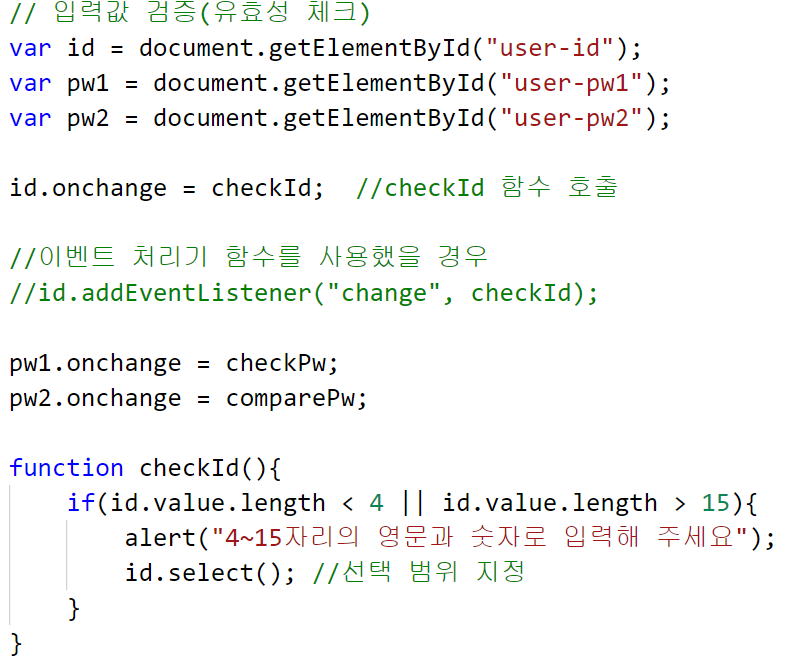 // 입력값 검증(유효성 체크)
var id = document.getElementById("user-id");
var pw1 = document.getElementById("user-pw1");
var pw2 = document.getElementById("user-pw2");
id.onchange = checkId;  //checkId 함수 호출
//이벤트 처리기 함수를 사용했을 경우
//id.addEventListener("change", checkId);
pw1.onchange = checkPw;
pw2.onchange = comparePw;
function checkId(){
    if(id.value.length < 4 || id.value.length > 15){
        alert("4~15자리의 영문과 숫자로 입력해 주세요");
        id.select(); //선택 범위 지정
    }
}